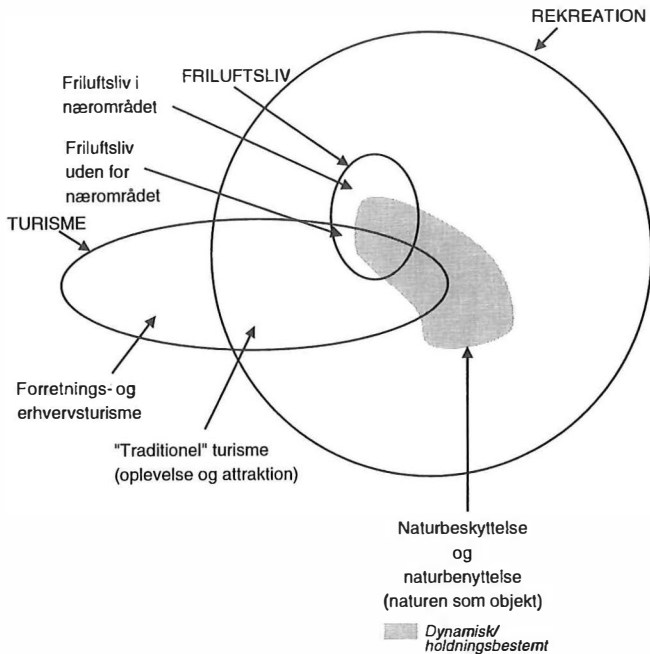 REKREATION
FRILUFTSLIV
Friluftsliv i
nærområdet
Friluftsliv
uden for
nærområdet
TURISME
Forretnings- og
erhvervsturisme
"Traditionel" turisme
(oplevelse og attraktion)
Naturbeskyttelse
og
naturbenyttelse
(naturen som objekt)
Dynamisk/
holdningsbestemt